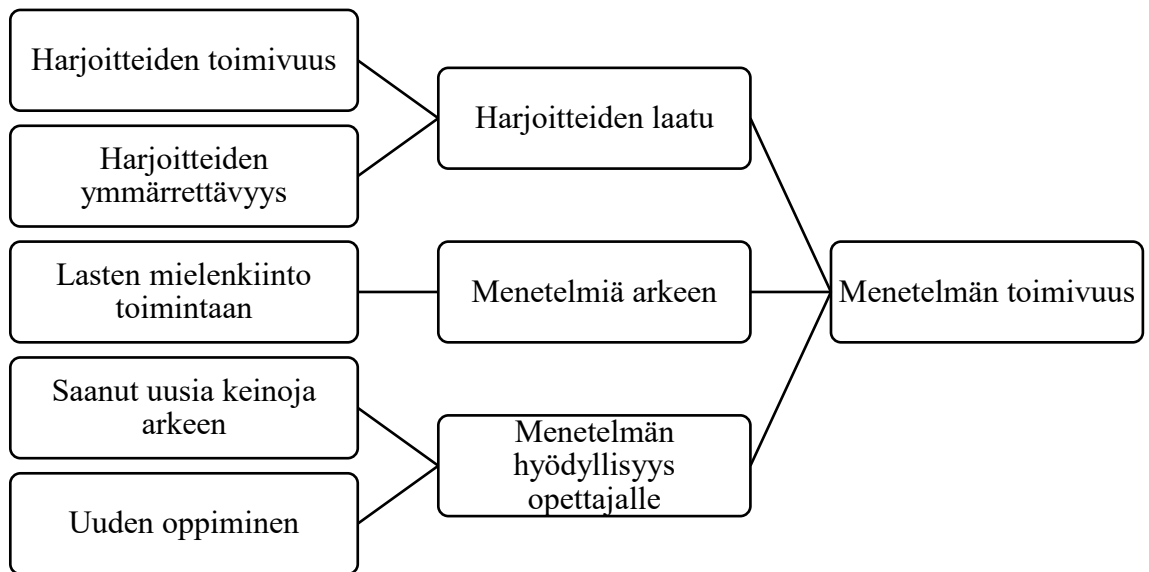 Harjoitteiden toimivuus
Harjoitteiden
ymmärrettävyys
Lasten mielenkiinto
toimintaan
Saanut uusia keinoja
arkeen
Uuden oppiminen
Harjoitteiden laatu
Menetelmiä arkeen
Menetelmän
hyödyllisyys
opettajalle
Menetelmän toimivuus